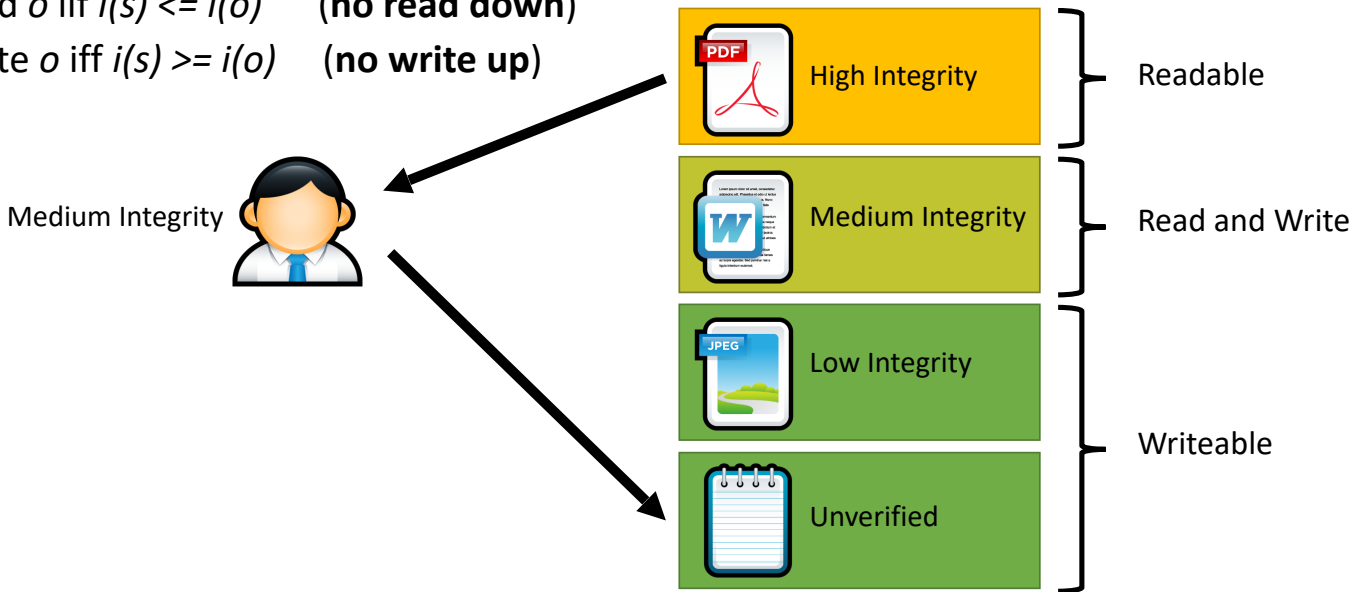 o iff i(s) <= i(o) (no read down)
o iff i(s) >= i(o) (no write up)
PDF
High Integrity
Readable
Medium Integrity
W
Medium Integrity
Read and Write
JPEG
Low Integrity
Writeable
Unverified